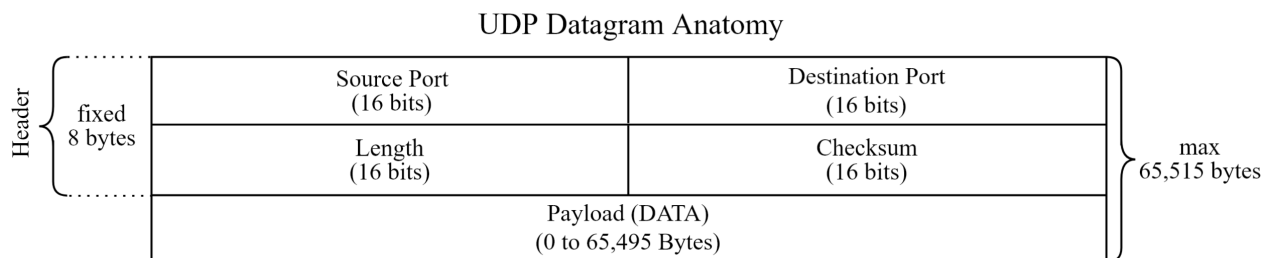 UDP Datagram Anatomy
Header
fixed
8 bytes
Source Port
(16 bits)
Destination Port
(16 bits)
Length
(16 bits)
Checksum
(16 bits)
max
65,515 bytes
Payload (DATA)
(0 to 65,495 Bytes)